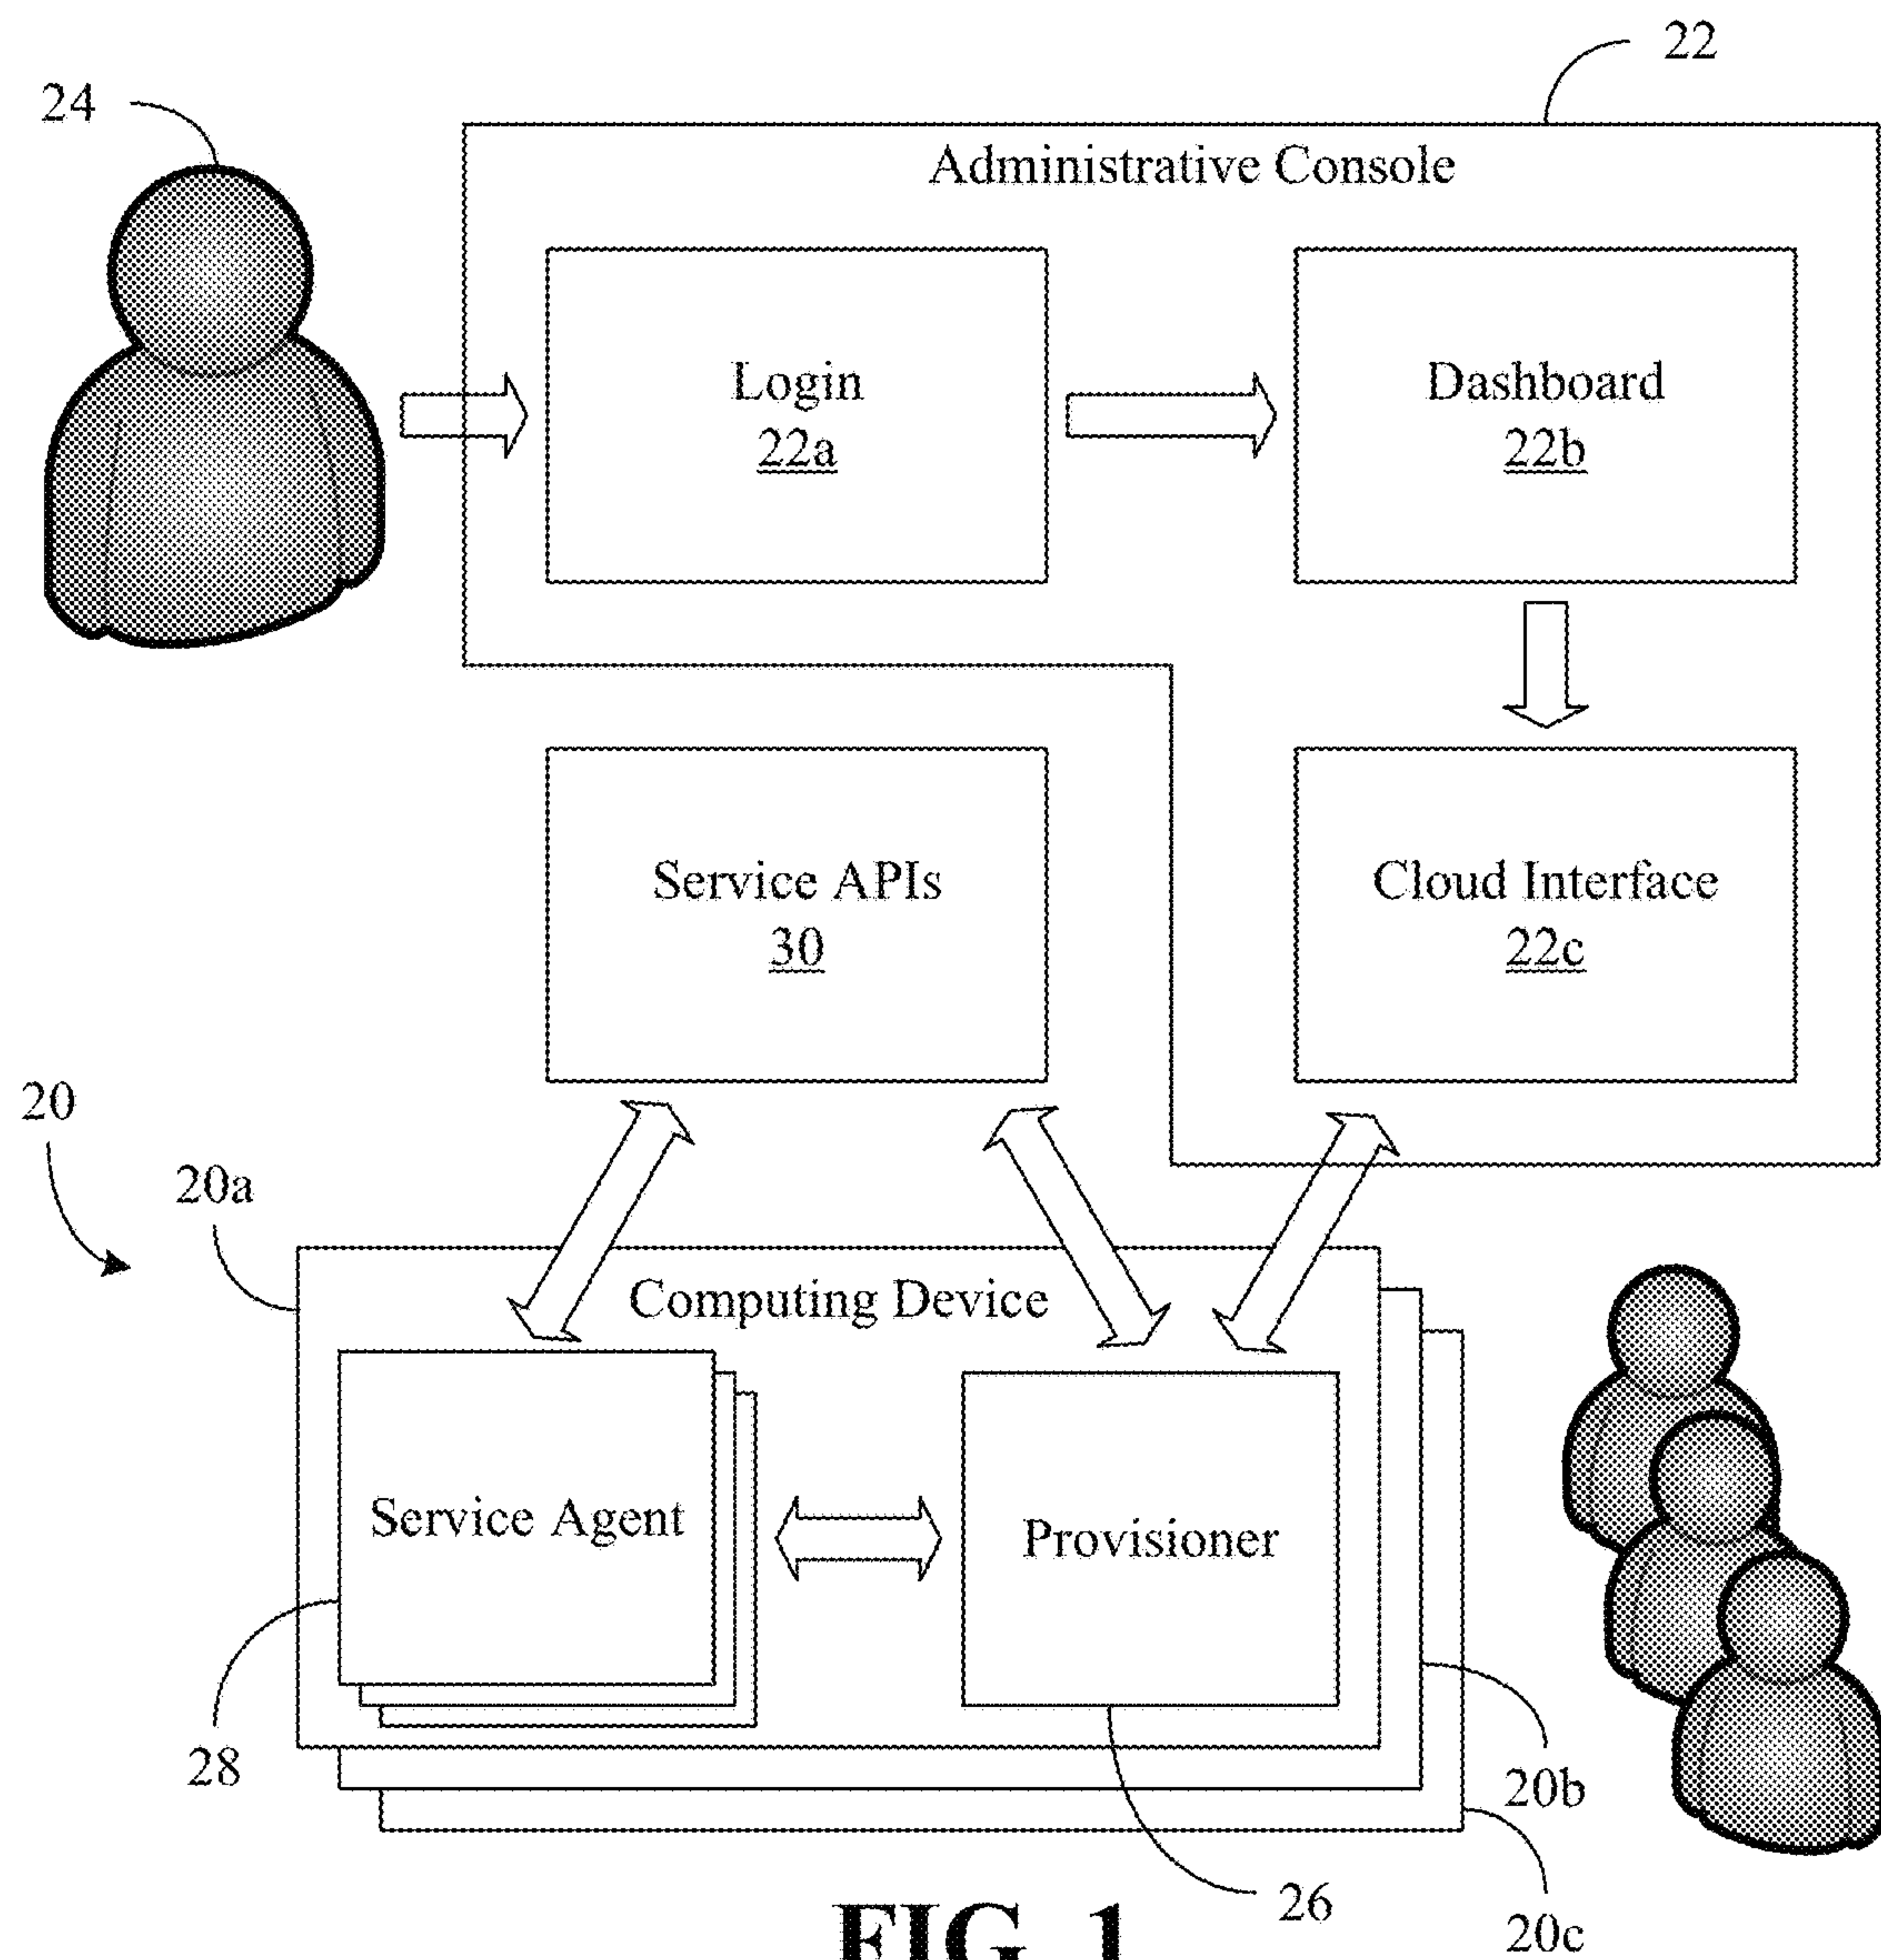 22
24
Administrative Console
Login
22a
Dashboard
22b
Service APIs
30
Cloud Interface
22c
20
20a
Computing Device
Service Agent
Provisioner
28
20b
26
20c
FIG. 1